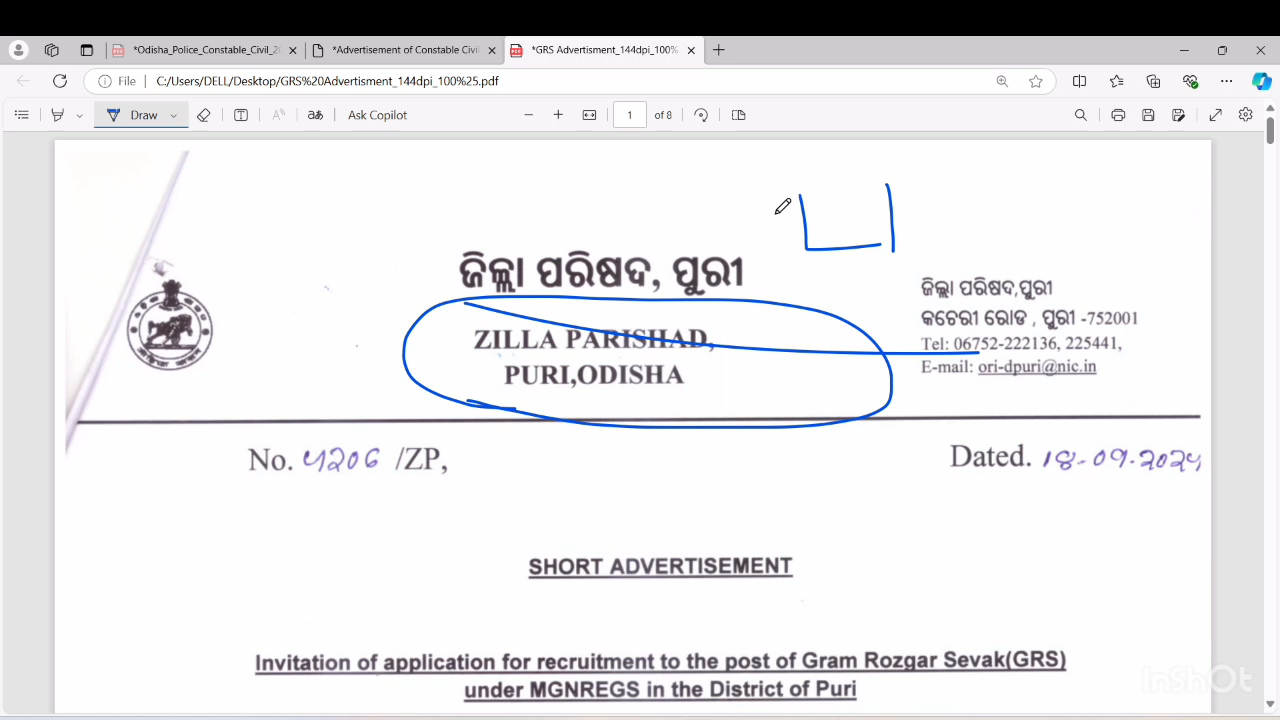 *Odisha_Police_Constable_Civil_2
*Advertisement of Constable Civil
*GRS Advertisment_144dpi_100%
File C:/Users/DELL/Desktop/GRS%20Advertisment_144dpi_100%25.pdf
Draw Ask Copilot 1 of 8
ଜିଲ୍ଲା ପରିଷଦ, ପୁରୀ
ZILLA PARISHAD,
PURI,ODISHA
ଜିଲ୍ଲା ପରିଷଦ,ପୁରୀ
କଚେରୀ ରୋଡ , ପୁରୀ -752001
Tel: 06752-222136, 225441,
E-mail: ori-dpuri@nic.in
No. 4206 /ZP,
Dated. 18-09-2024
SHORT ADVERTISEMENT
Invitation of application for recruitment to the post of Gram Rozgar Sevak(GRS)
under MGNREGS in the District of Puri
InShOt